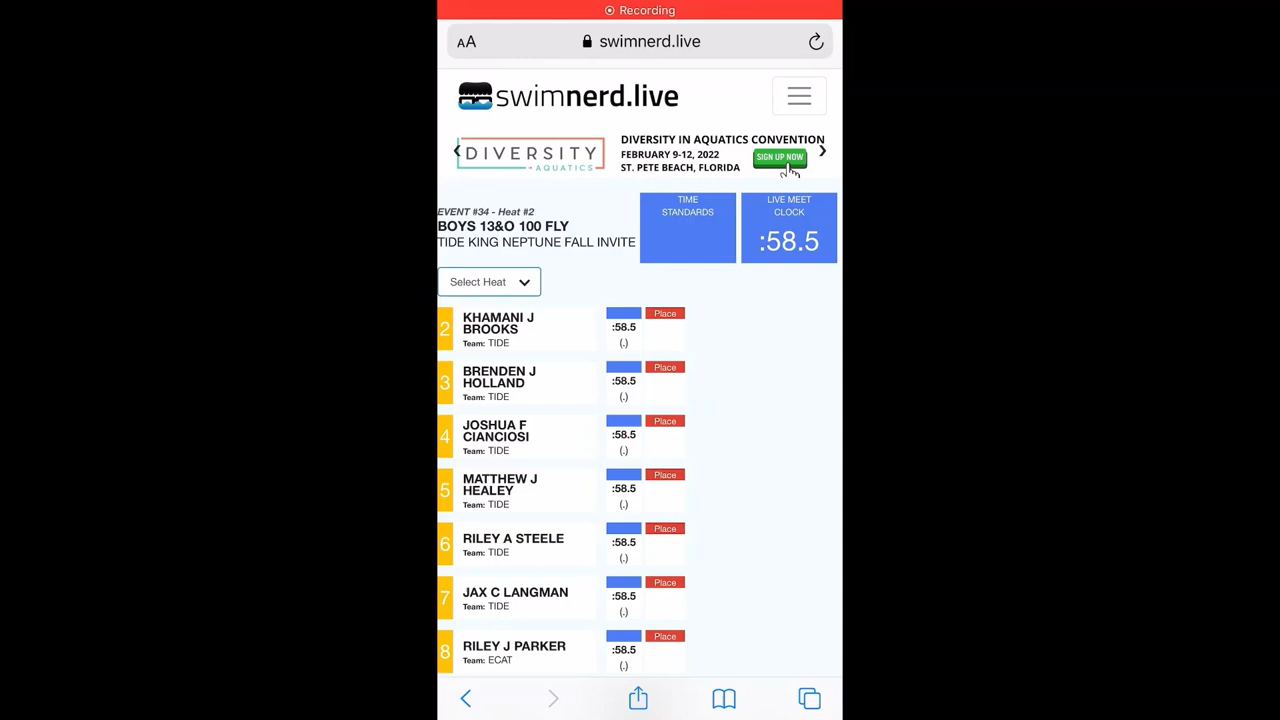 Recording
AA swimnerd.live
swimnerd.live
DIVERSITY
AQUATICS
DIVERSITY IN AQUATICS CONVENTION
FEBRUARY 9-12, 2022
ST. PETE BEACH, FLORIDA
SIGN UP NOW
EVENT #34 - Heat #2
BOYS 13&O 100 FLY
TIDE KING NEPTUNE FALL INVITE
TIME
STANDARDS
LIVE MEET
CLOCK
:58.5
Select Heat
2
KHAMANI J
BROOKS
Team: TIDE
:58.5
(.)
Place
3
BRENDEN J
HOLLAND
Team: TIDE
:58.5
(.)
Place
4
JOSHUA F
CIANCIOSI
Team: TIDE
:58.5
(.)
Place
5
MATTHEW J
HEALEY
Team: TIDE
:58.5
(.)
Place
6
RILEY A STEELE
Team: TIDE
:58.5
(.)
Place
7
JAX C LANGMAN
Team: TIDE
:58.5
(.)
Place
8
RILEY J PARKER
Team: ECAT
:58.5
(.)
Place